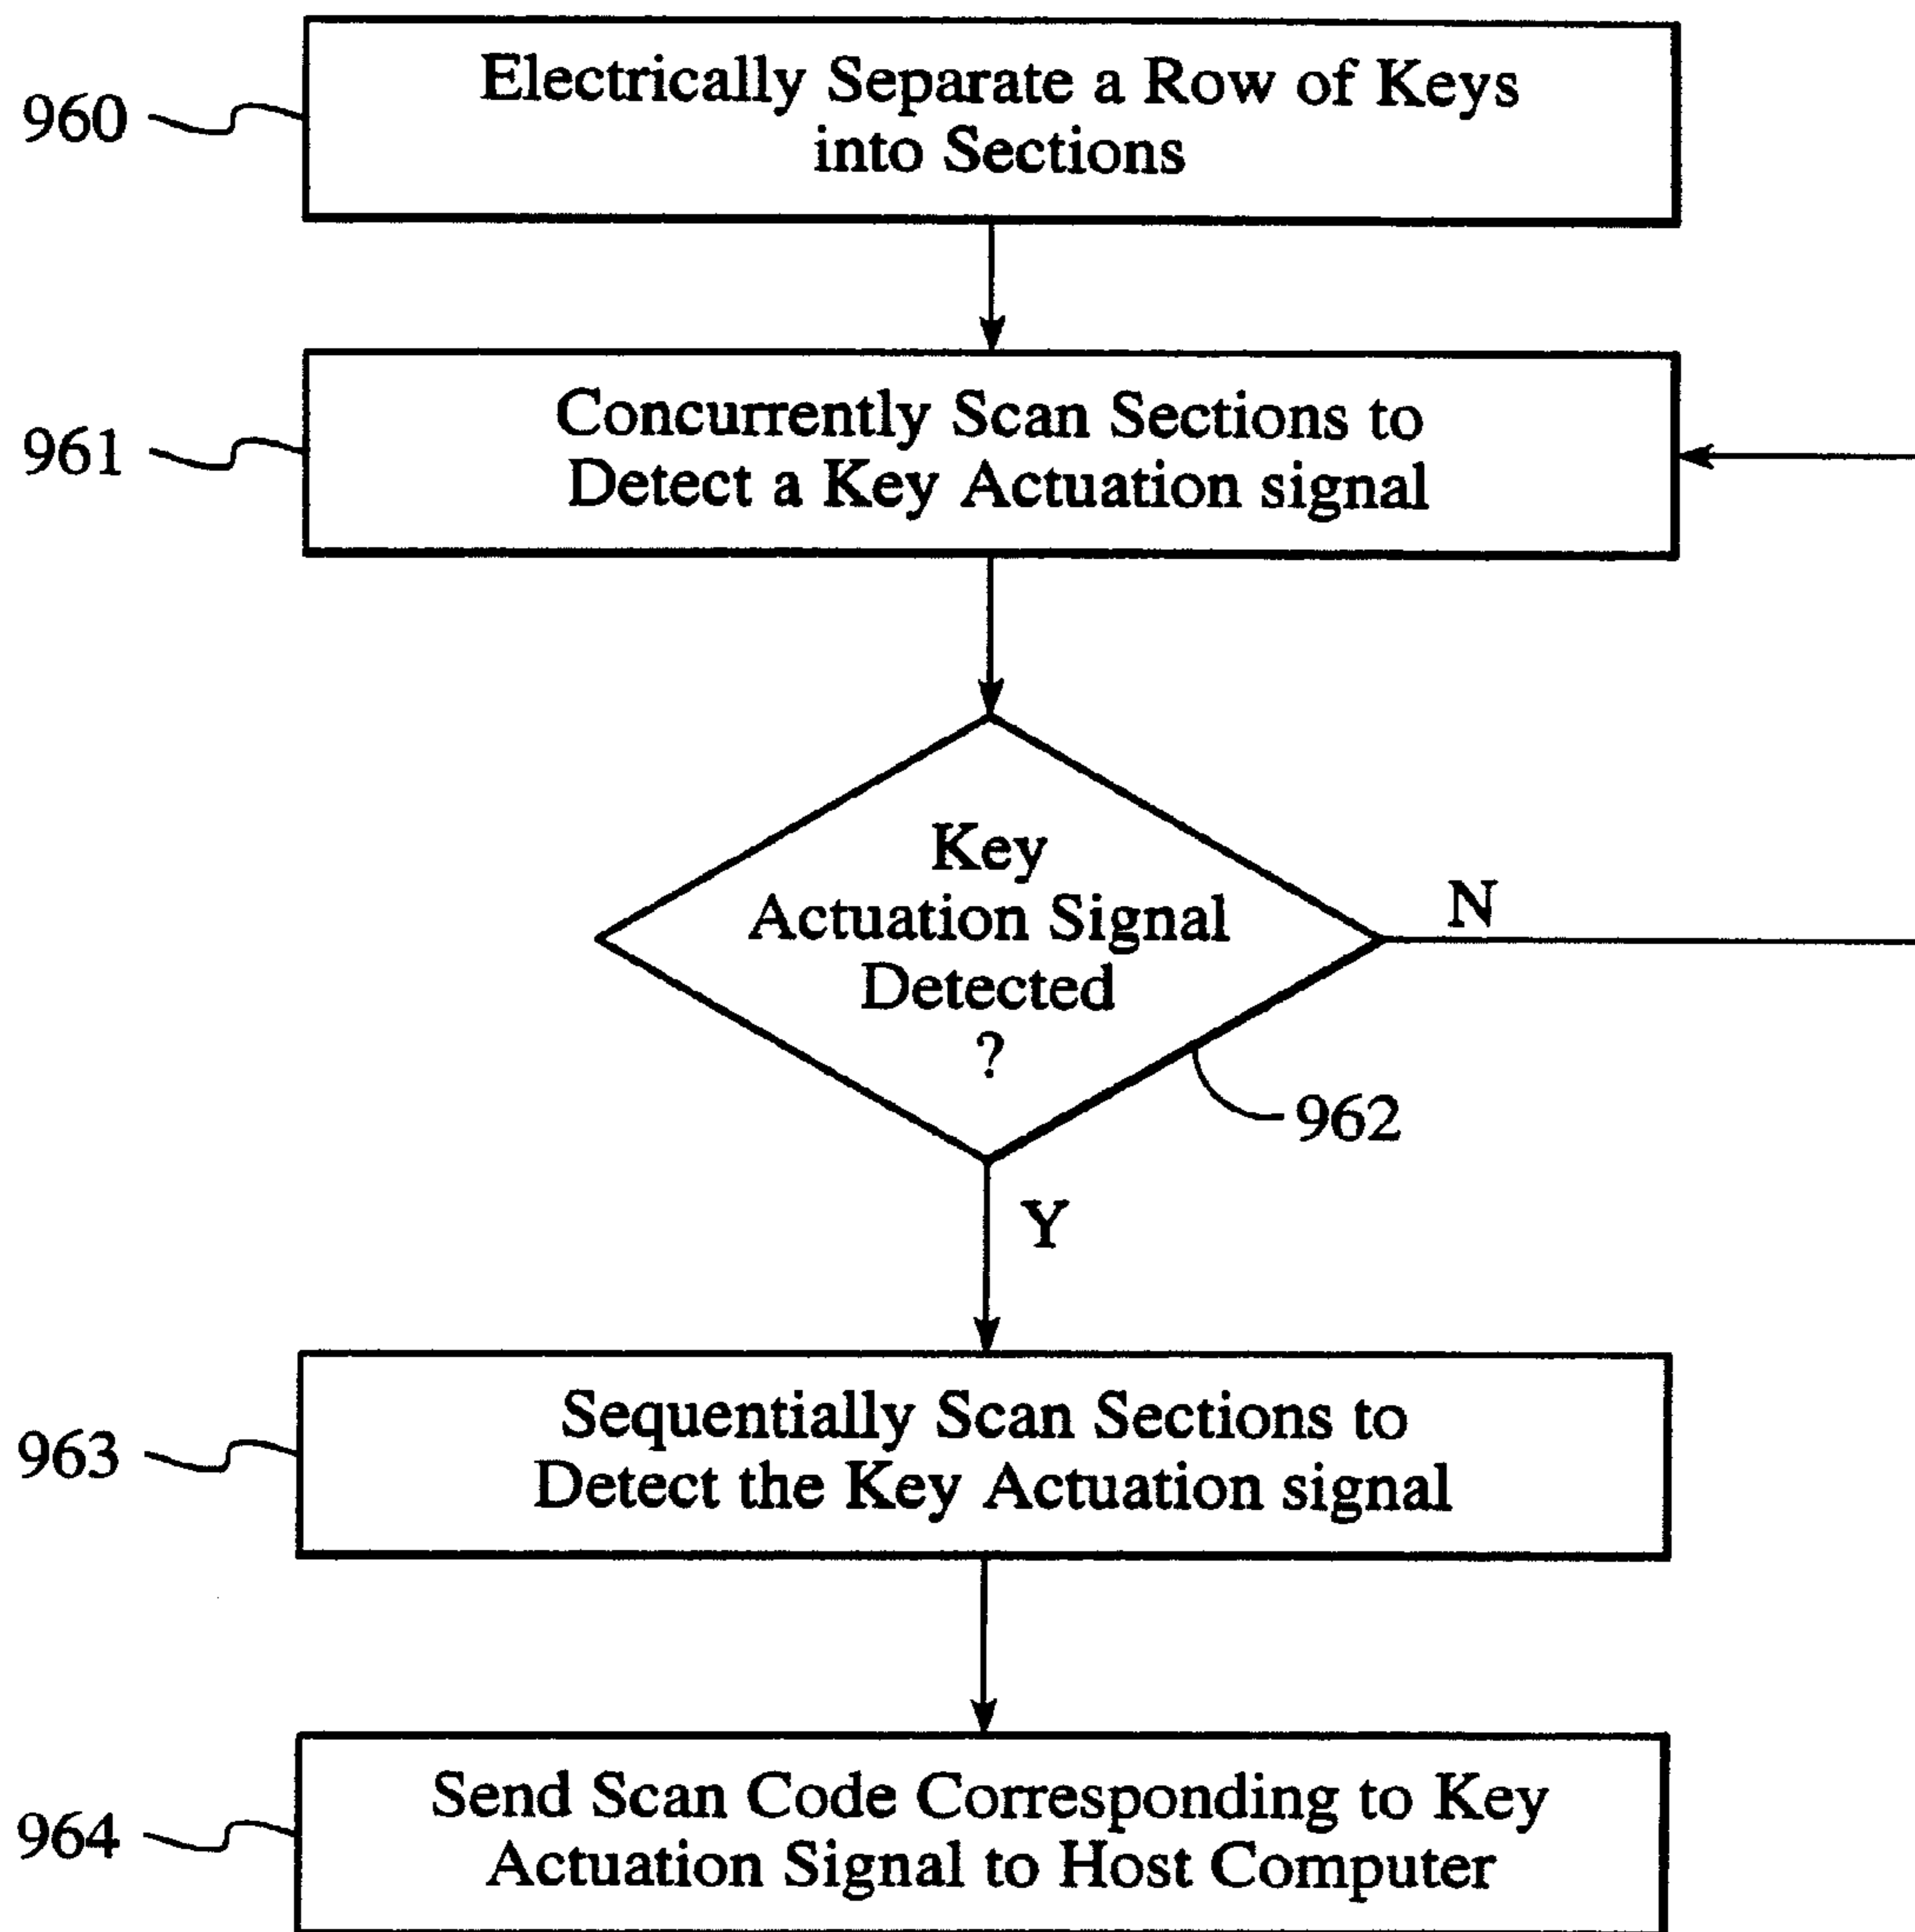 960
Electrically Separate a Row of Keys
into Sections
961
Concurrently Scan Sections to
Detect a Key Actuation signal
Key
Actuation Signal
Detected
?
N
962
Y
963
Sequentially Scan Sections to
Detect the Key Actuation signal
964
Send Scan Code Corresponding to Key
Actuation Signal to Host Computer